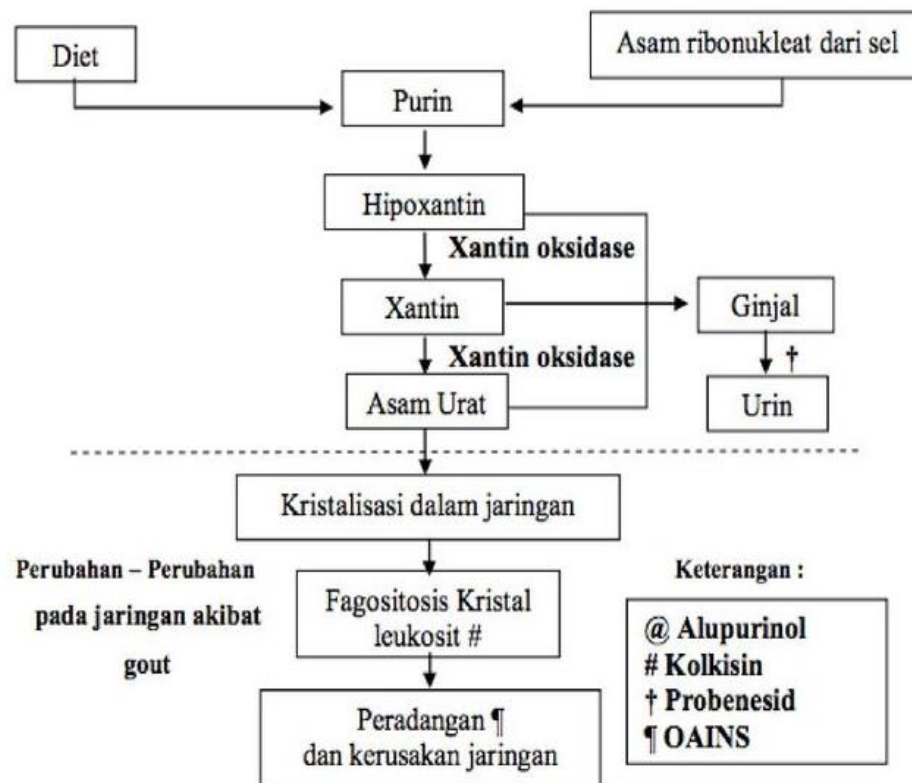 Diet
Asam ribonukleat dari sel
Purin
Hipoxantin
Xantin oksidase
Xantin
Ginjal
Xantin oksidase
†
Asam Urat
Urin
Kristalisasi dalam jaringan
Perubahan – Perubahan
pada jaringan akibat
gout
Fagositosis Kristal
leukosit #
Peradangan ¶
dan kerusakan jaringan
Keterangan :
@ Alupurinol
# Kolkisin
† Probenesid
¶ OAINS